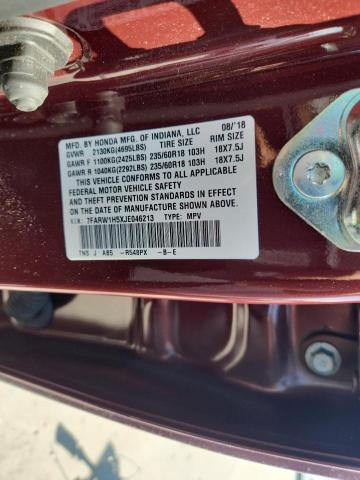 MFD. BY HONDA MFG. OF INDIANA, LLC 08/'18
GVWR 2130KG(4695LBS) TIRE SIZE RIM SIZE
GAWR F 1100KG(2425LBS) 235/60R18 103H 18X7.5J
GAWR R 1040KG(2292LBS) 235/60R18 103H 18X7.5J
THIS VEHICLE CONFORMS TO ALL APPLICABLE
FEDERAL MOTOR VEHICLE SAFETY
AND THEFT PREVENTION STANDARDS IN EFFECT
ON THE DATE OF MANUFACTURE SHOWN ABOVE.
V.I.N.: 7FARW1H5XJE046213 TYPE: MPV
TNS J A85 -R548PX -B-E